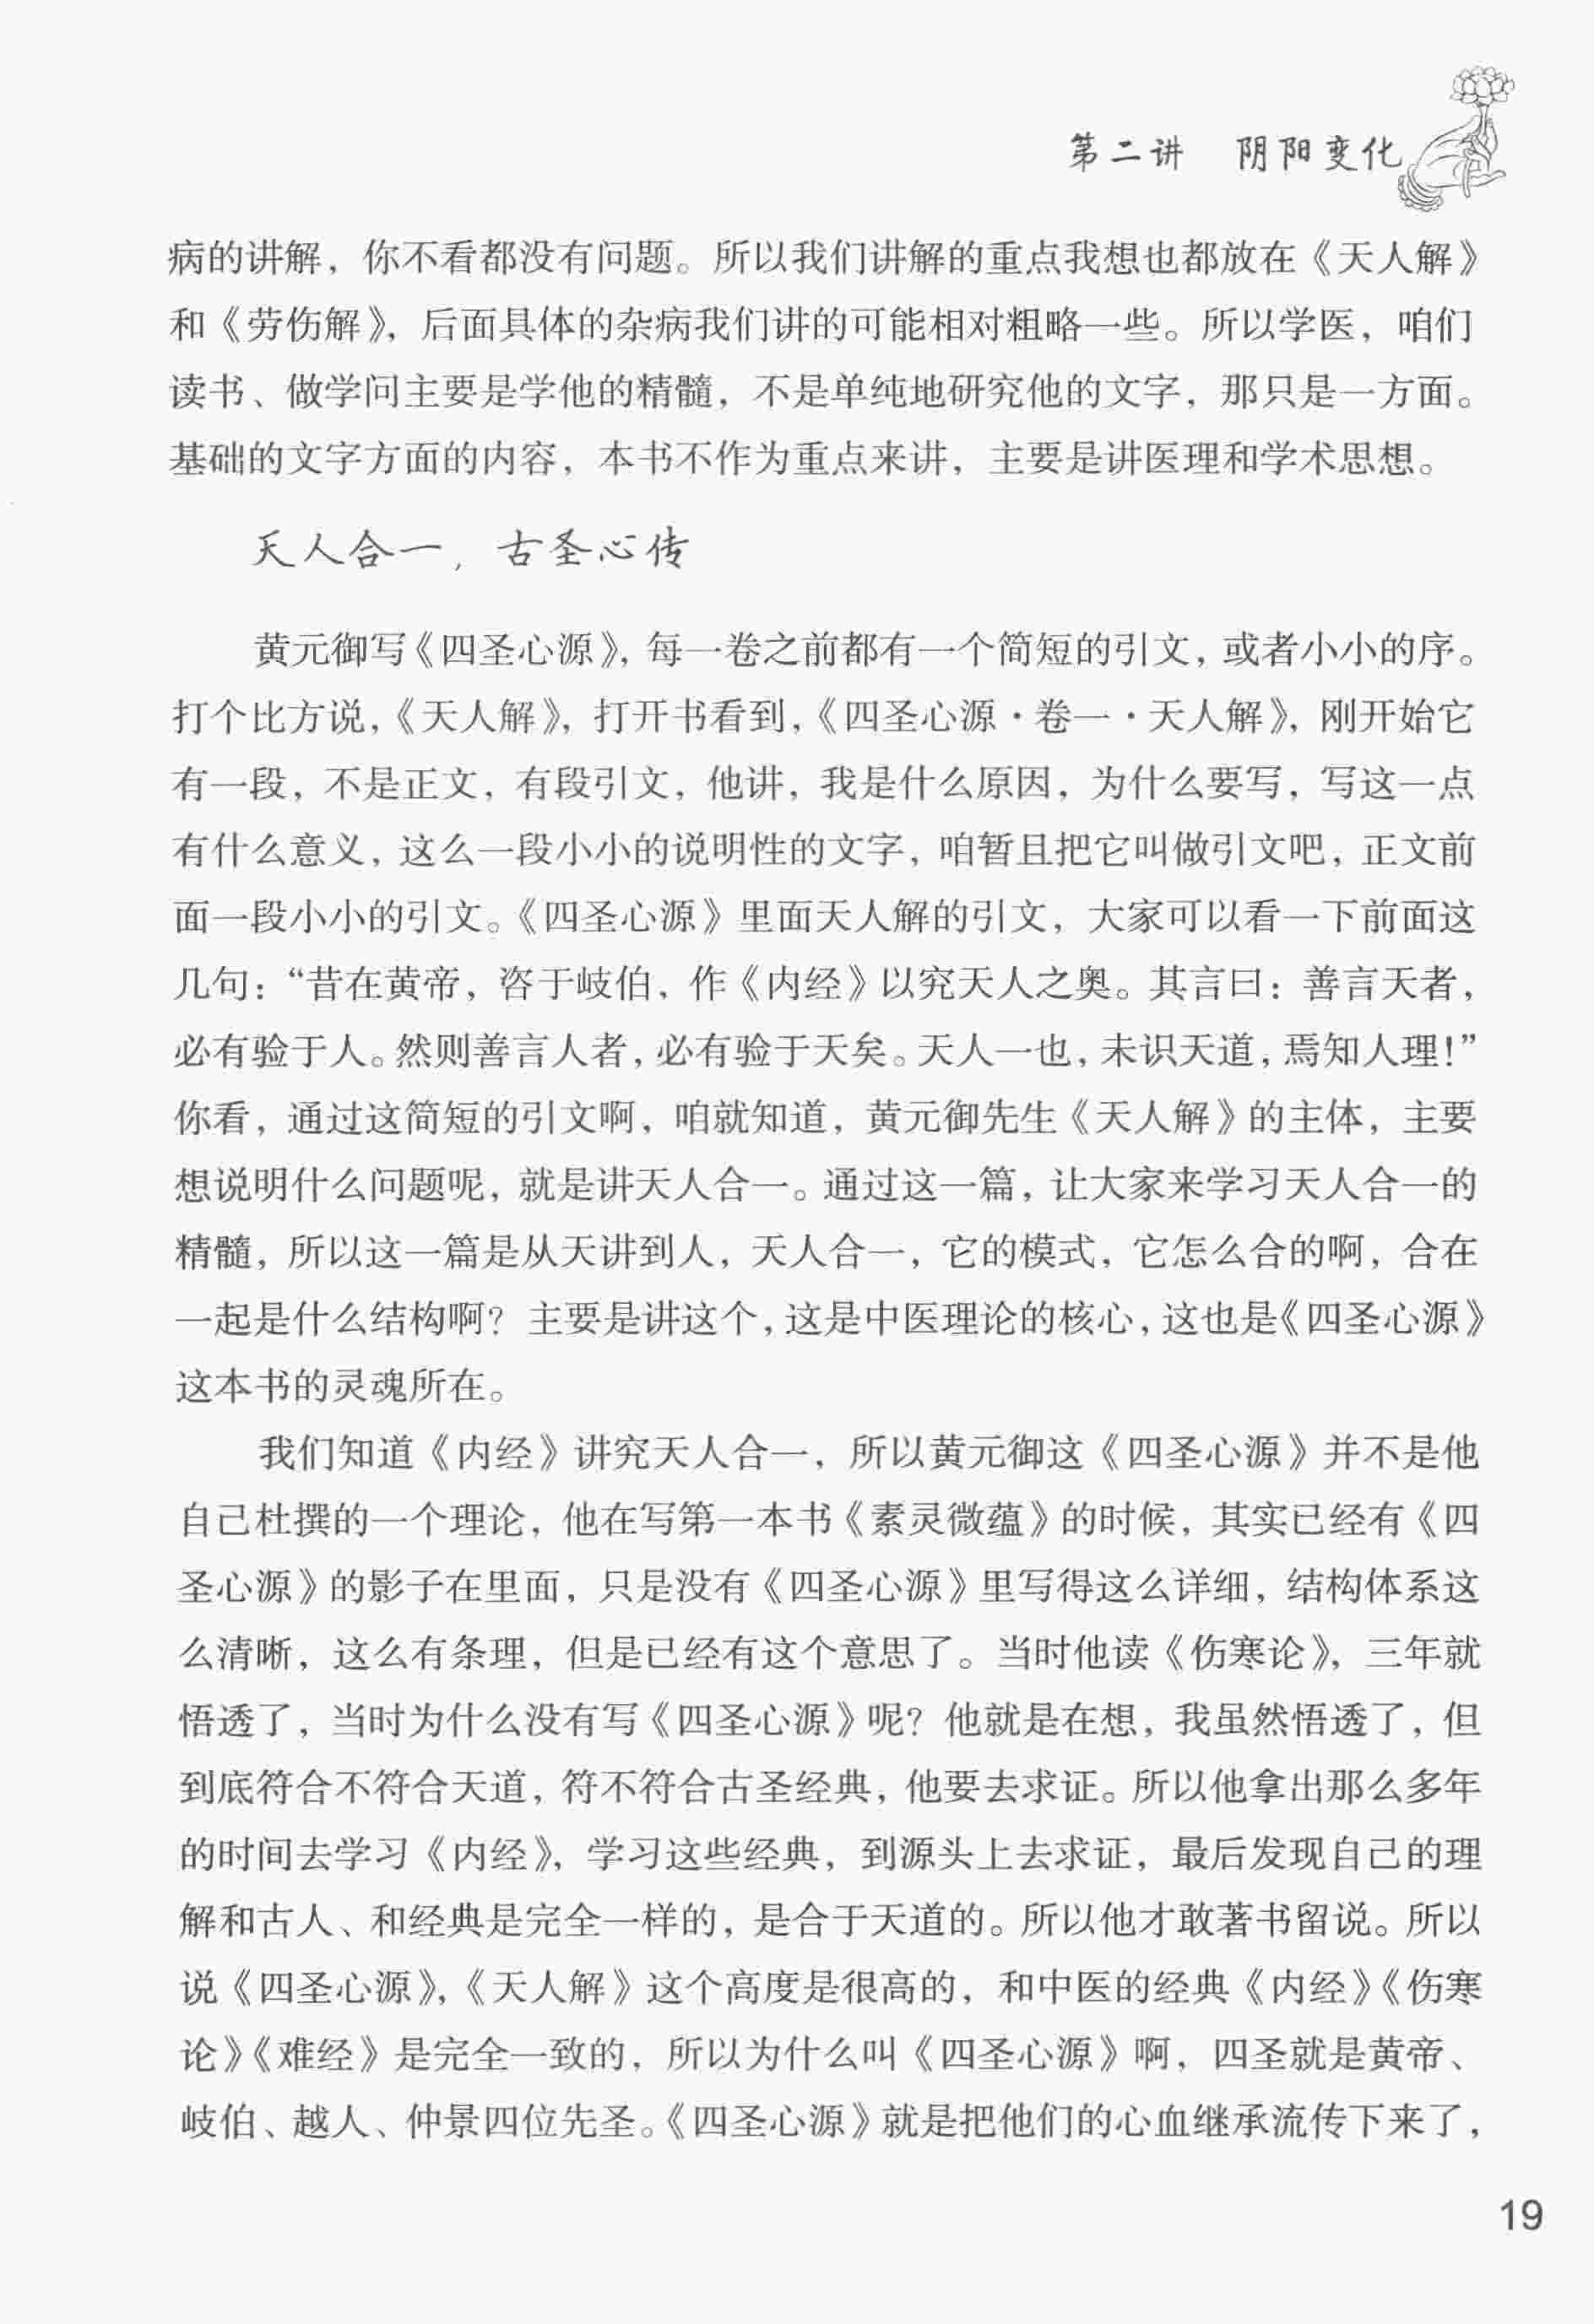 第二讲 阴阳变化
病的讲解，你不看都没有问题。所以我们讲解的重点我想也都放在《天人解》
和《劳伤解》，后面具体的杂病我们讲的可能相对粗略一些。所以学医，咱们
读书、做学问主要是学他的精髓，不是单纯地研究他的文字，那只是一方面。
基础的文字方面的内容，本书不作为重点来讲，主要是讲医理和学术思想。
天人合一，古圣心传
黄元御写《四圣心源》，每一卷之前都有一个简短的引文，或者小小的序。
打个比方说，《天人解》，打开书看到，《四圣心源·卷一·天人解》，刚开始它
有一段，不是正文，有段引文，他讲，我是什么原因，为什么要写，写这一点
有什么意义，这么一段小小的说明性的文字，咱暂且把它叫做引文吧，正文前
面一段小小的引文。《四圣心源》里面天人解的引文，大家可以看一下前面这
几句：“昔在黄帝，咨于岐伯，作《内经》以究天人之奥。其言曰：善言天者，
必有验于人。然则善言人者，必有验于天矣。天人一也，未识天道，焉知人理！”
你看，通过这简短的引文啊，咱就知道，黄元御先生《天人解》的主体，主要
想说明什么问题呢，就是讲天人合一。通过这一篇，让大家来学习天人合一的
精髓，所以这一篇是从天讲到人，天人合一，它的模式，它怎么合的啊，合在
一起是什么结构啊？主要是讲这个，这是中医理论的核心，这也是《四圣心源》
这本书的灵魂所在。
我们知道《内经》讲究天人合一，所以黄元御这《四圣心源》并不是他
自己杜撰的一个理论，他在写第一本书《素灵微蕴》的时候，其实已经有《四
圣心源》的影子在里面，只是没有《四圣心源》里写得这么详细，结构体系这
么清晰，这么有条理，但是已经有这个意思了。当时他读《伤寒论》，三年就
悟透了，当时为什么没有写《四圣心源》呢？他就是在想，我虽然悟透了，但
到底符合不符合天道，符不符合古圣经典，他要去求证。所以他拿出那么多年
的时间去学习《内经》，学习这些经典，到源头上去求证，最后发现自己的理
解和古人、和经典是完全一样的，是合于天道的。所以他才敢著书留说。所以
说《四圣心源》，《天人解》这个高度是很高的，和中医的经典《内经》《伤寒
论》《难经》是完全一致的，所以为什么叫《四圣心源》啊，四圣就是黄帝、
岐伯、越人、仲景四位先圣。《四圣心源》就是把他们的心血继承流传下来了，
19